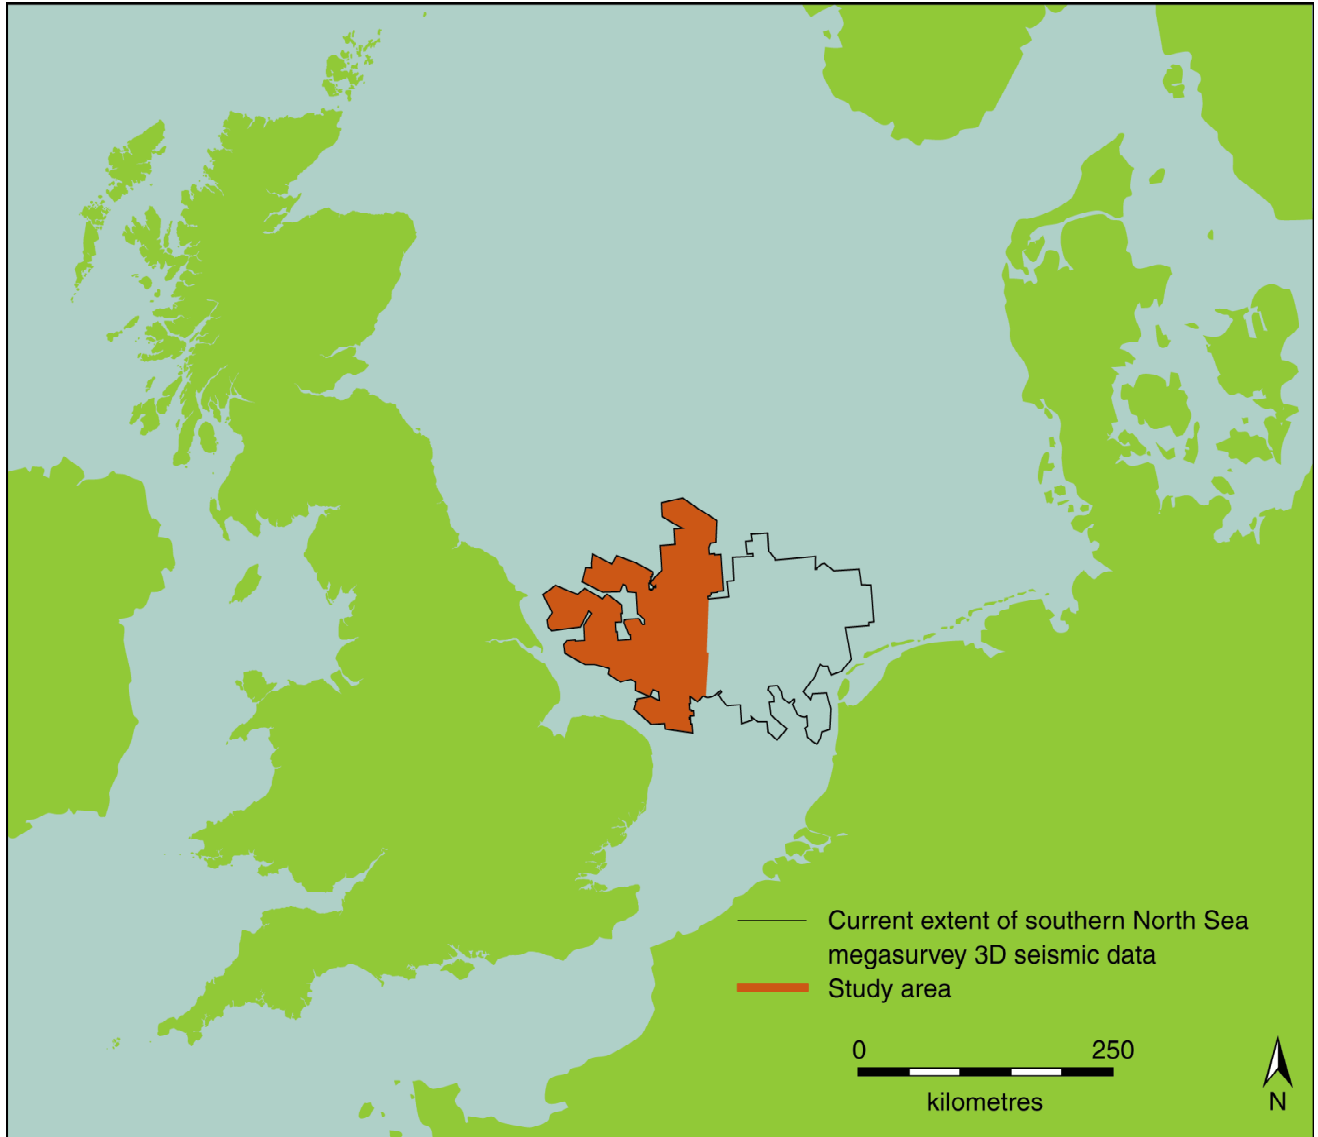 Current extent of southern North Sea
megasurvey 3D seismic data
Study area
0 250
kilometres
N